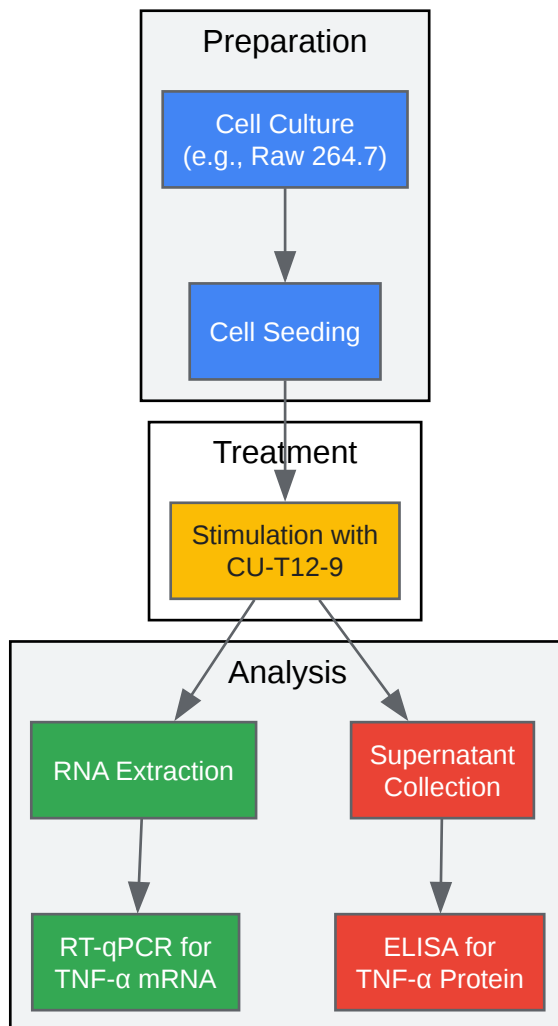 Preparation
Cell Culture
(e.g., Raw 264.7)
Cell Seeding
Treatment
Stimulation with
CU-T12-9
Analysis
RNA Extraction
Supernatant
Collection
RT-qPCR for
TNF-α mRNA
ELISA for
TNF-α Protein